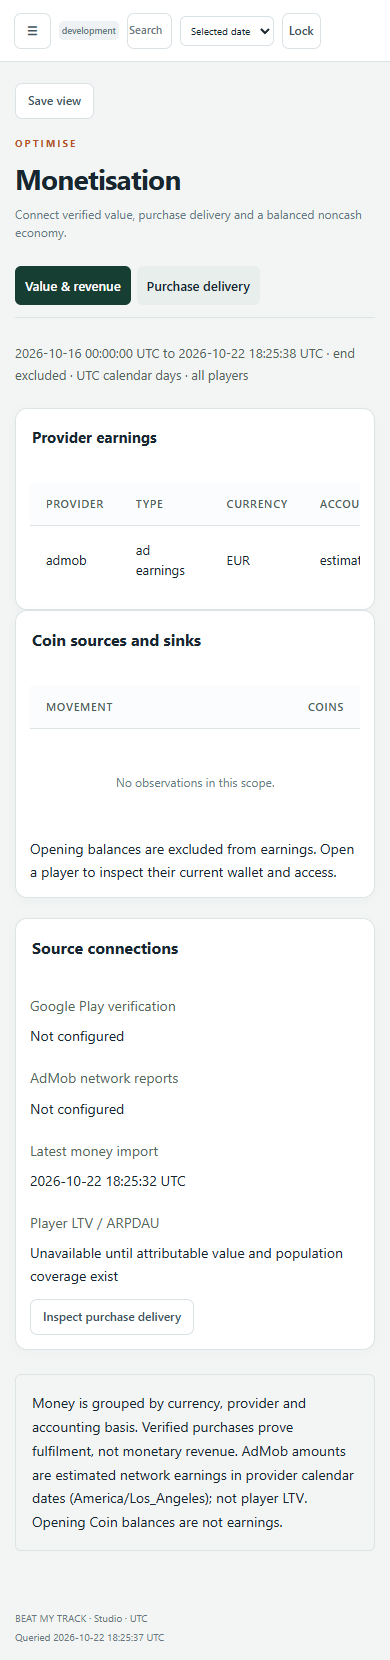 ☰ development Search Selected date Lock
Save view
OPTIMISE
Monetisation
Connect verified value, purchase delivery and a balanced noncash
economy.
Value & revenue Purchase delivery
2026-10-16 00:00:00 UTC to 2026-10-22 18:25:38 UTC · end
excluded · UTC calendar days · all players
Provider earnings
PROVIDER TYPE CURRENCY ACCOU
admob ad earnings EUR estimat
Coin sources and sinks
MOVEMENT COINS
No observations in this scope.
Opening balances are excluded from earnings. Open
a player to inspect their current wallet and access.
Source connections
Google Play verification
Not configured
AdMob network reports
Not configured
Latest money import
2026-10-22 18:25:32 UTC
Player LTV / ARPDAU
Unavailable until attributable value and population
coverage exist
Inspect purchase delivery
Money is grouped by currency, provider and
accounting basis. Verified purchases prove
fulfilment, not monetary revenue. AdMob amounts
are estimated network earnings in provider calendar
dates (America/Los_Angeles); not player LTV.
Opening Coin balances are not earnings.
BEAT MY TRACK · Studio · UTC
Queried 2026-10-22 18:25:37 UTC